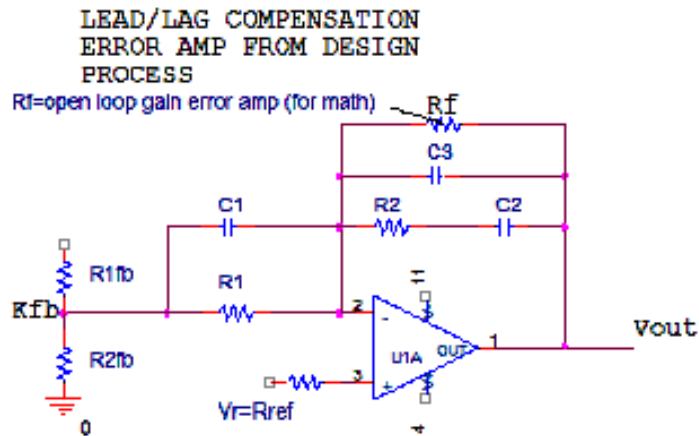 LEAD/LAG COMPENSATION
ERROR AMP FROM DESIGN
PROCESS
Rf=open loop gain error amp (for math)
Rf
C3
C1
R2
C2
R1fb
R1
11
Kfb
2
-
1
Vout
U1A
OUT
R2fb
3
+
Vr=Rref
4
0